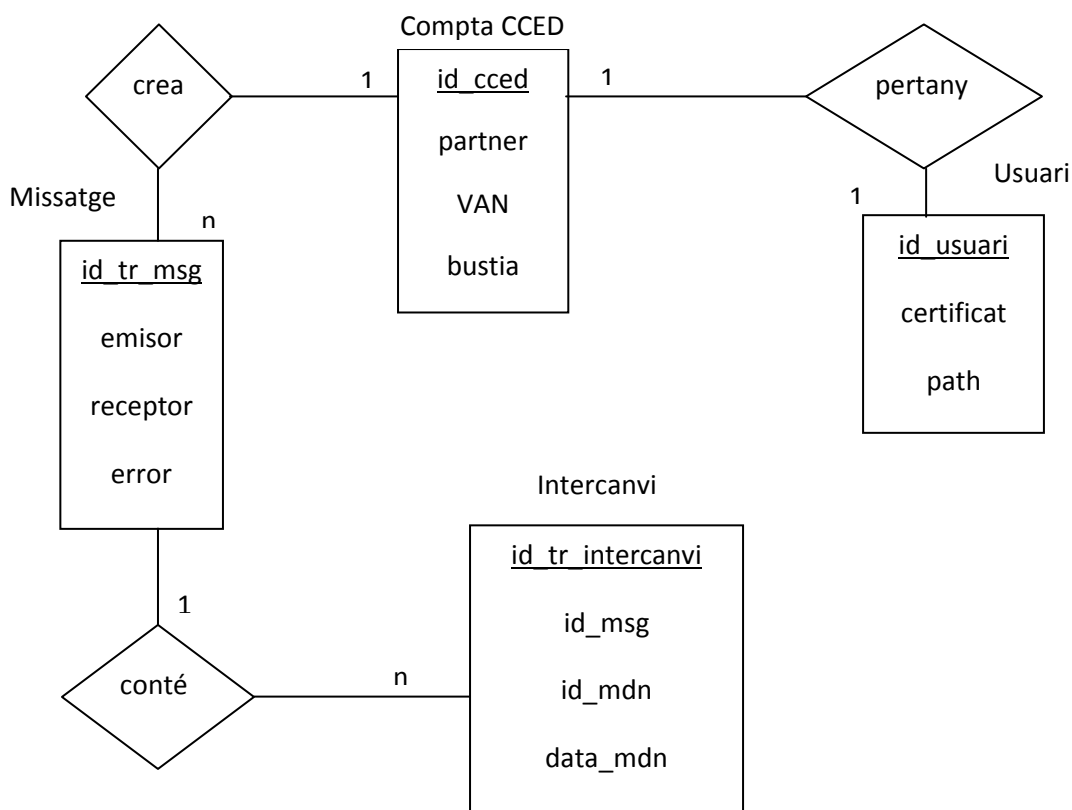 Compta CCED
crea
1
id_cced
1
pertany
partner
VAN
bustia
Missatge
n
Usuari
1
id_usuari
certificat
path
id_tr_msg
emisor
receptor
error
Intercanvi
id_tr_intercanvi
id_msg
id_mdn
data_mdn
1
conté
n